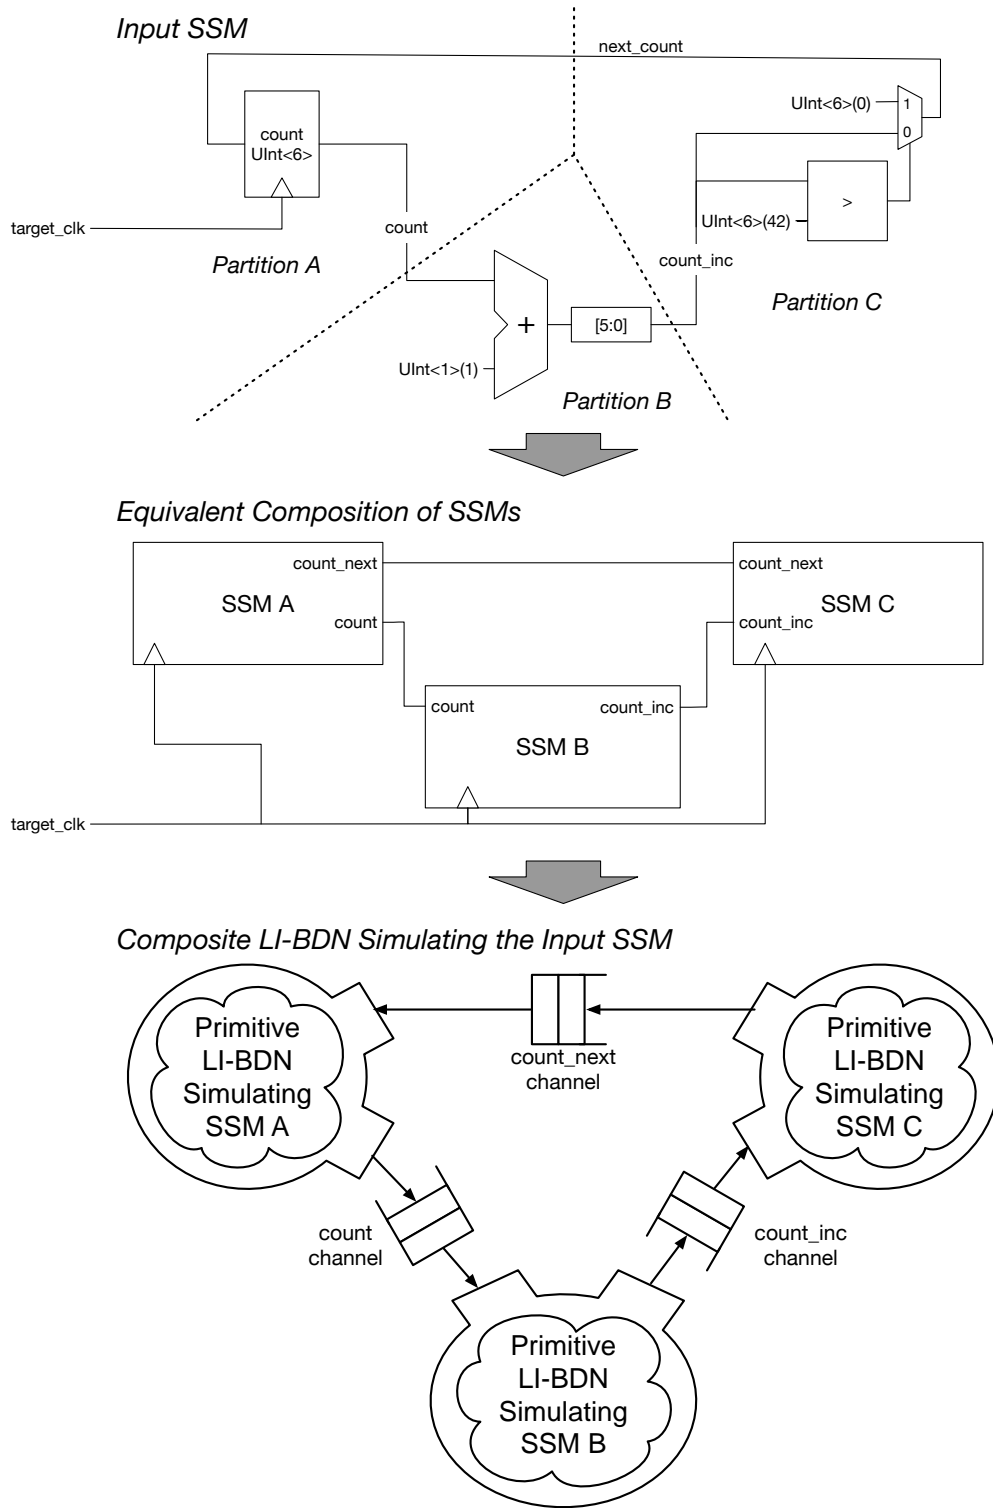 Input SSM
next_count
UInt<6>(0)
1
0
count
UInt<6>
>
target_clk
count
UInt<6>(42)
Partition A
count_inc
Partition C
+
[5:0]
UInt<1>(1)
Partition B
Equivalent Composition of SSMs
count_next
count_next
SSM A
SSM C
count
count_inc
count
count_inc
SSM B
target_clk
Composite LI-BDN Simulating the Input SSM
Primitive
LI-BDN
Simulating
SSM A
count_next
channel
Primitive
LI-BDN
Simulating
SSM C
count
channel
count_inc
channel
Primitive
LI-BDN
Simulating
SSM B